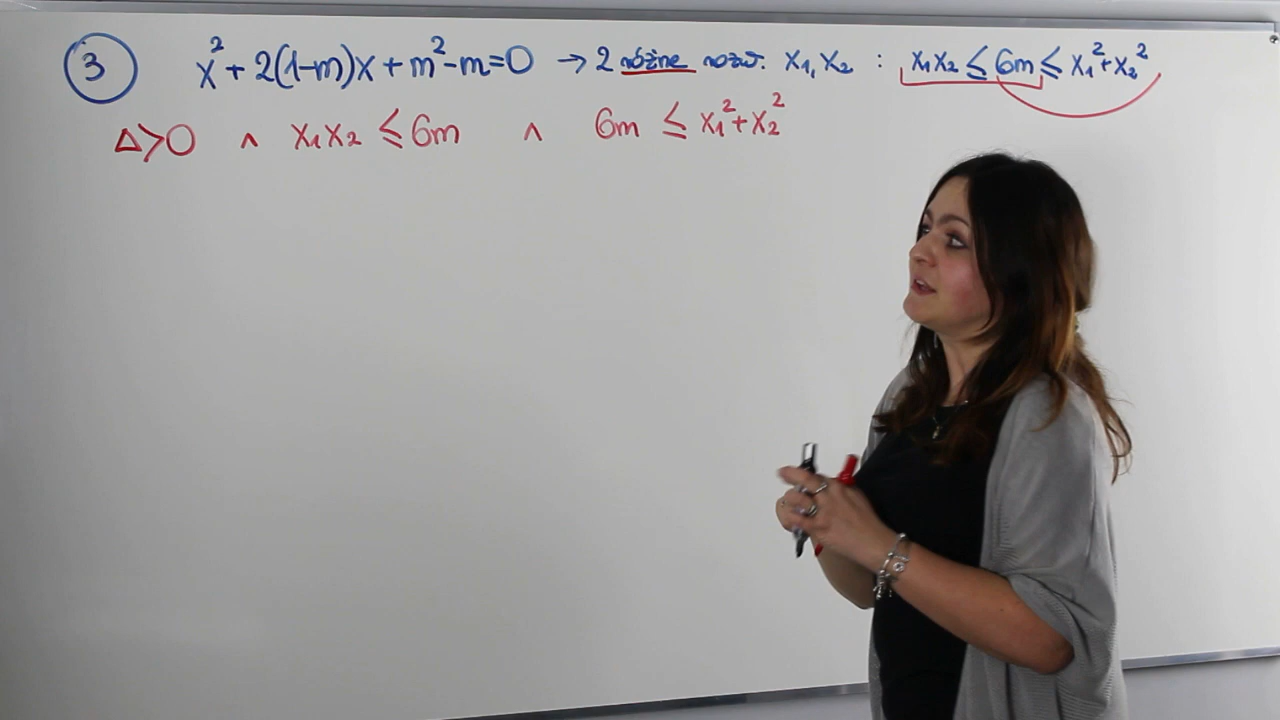 3 x² + 2(1-m)x + m² - m = 0 → 2 różne rozw. x₁, x₂ : x₁x₂ ≤ 6m ≤ x₁² + x₂²
Δ>0 ∧ x₁x₂ ≤ 6m ∧ 6m ≤ x₁² + x₂²